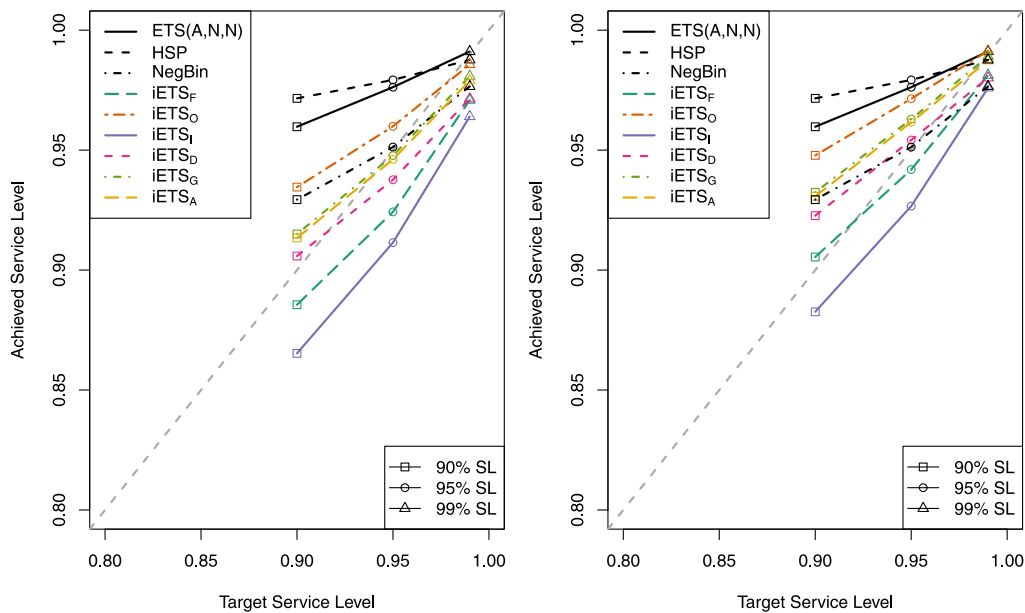 ETS(A,N,N)
HSP
NegBin
iETS_F
iETS_O
iETS_I
iETS_D
iETS_G
iETS_A
90% SL
95% SL
99% SL
Achieved Service Level
1.00
0.95
0.90
0.85
0.80
0.80 0.85 0.90 0.95 1.00
Target Service Level
ETS(A,N,N)
HSP
NegBin
iETS_F
iETS_O
iETS_I
iETS_D
iETS_G
iETS_A
90% SL
95% SL
99% SL
Achieved Service Level
1.00
0.95
0.90
0.85
0.80
0.80 0.85 0.90 0.95 1.00
Target Service Level